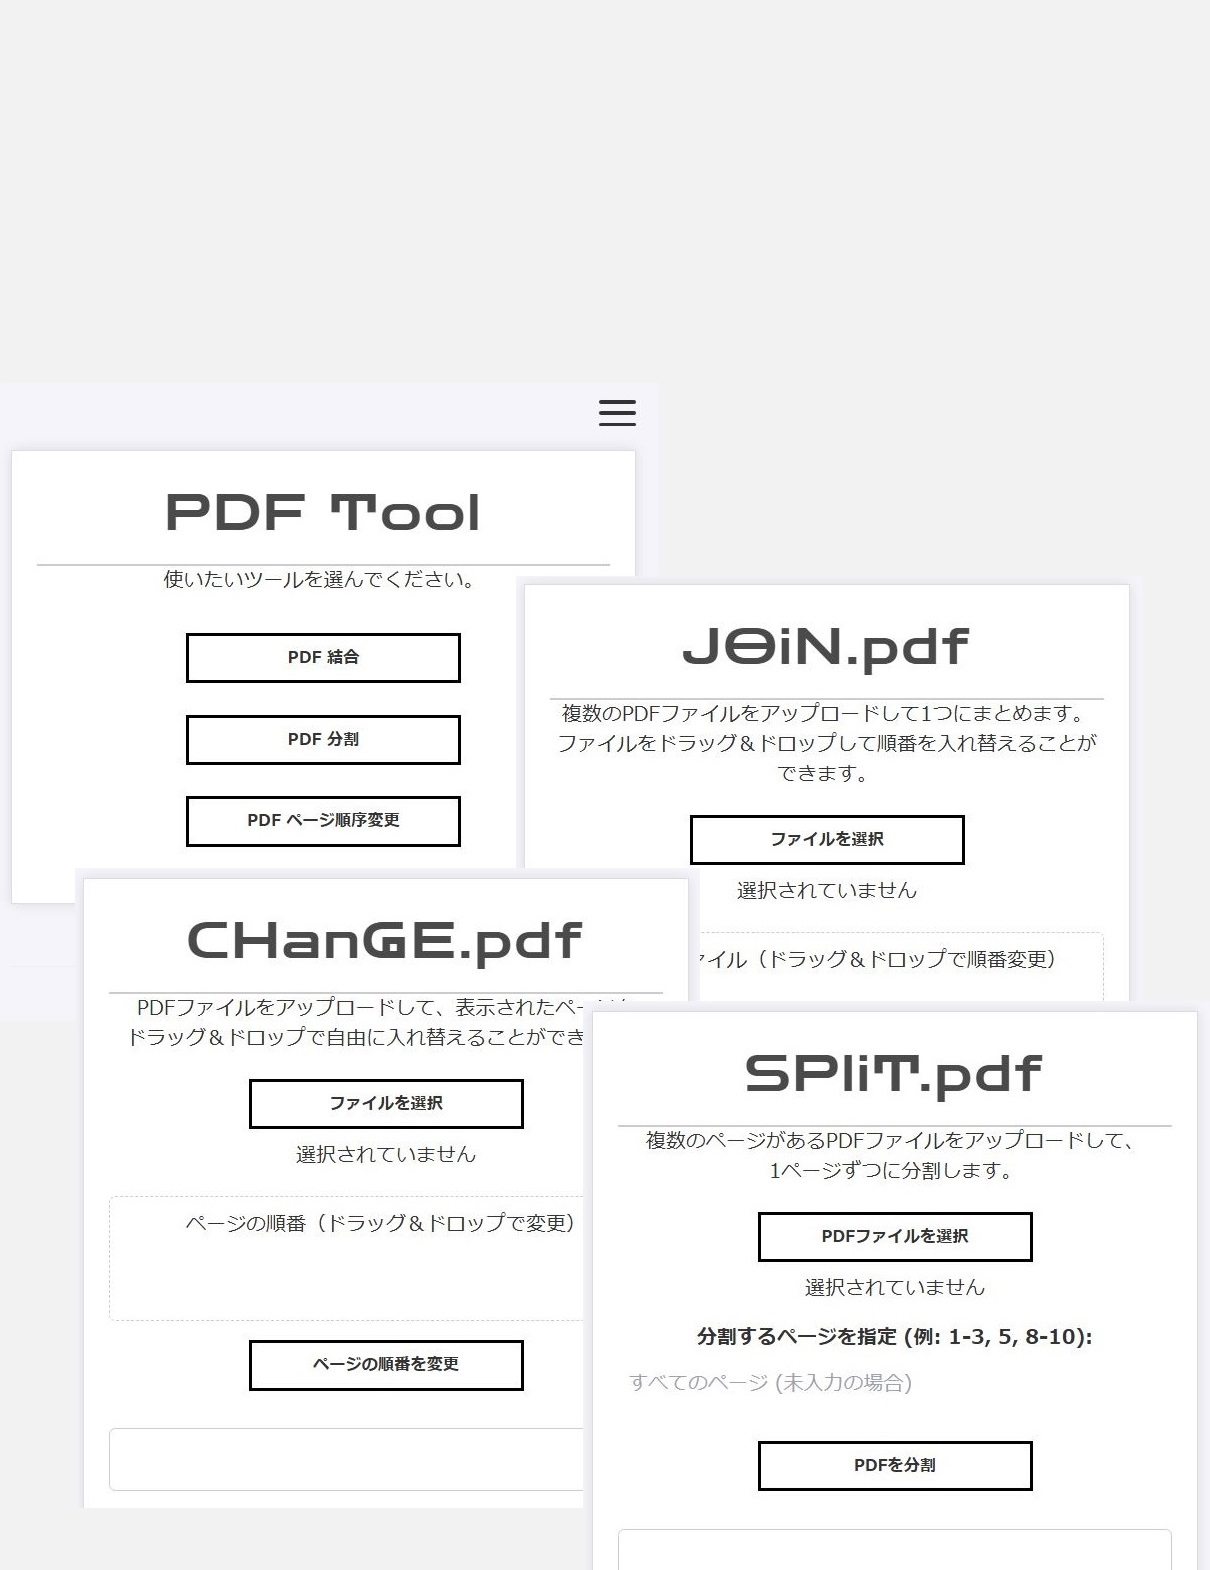 PDF Tool
使いたいツールを選んでください。
PDF 結合
PDF 分割
PDF ページ順序変更
JOiN.pdf
複数のPDFファイルをアップロードして1つにまとめます。
ファイルをドラッグ＆ドロップして順番を入れ替えることが
できます。
ファイルを選択
選択されていません
イル（ドラッグ＆ドロップで順番変更）
CHanGE.pdf
PDFファイルをアップロードして、表示されたペー
ドラッグ＆ドロップで自由に入れ替えることができ
ファイルを選択
選択されていません
ページの順番（ドラッグ＆ドロップで変更）
ページの順番を変更
SPliT.pdf
複数のページがあるPDFファイルをアップロードして、
1ページずつに分割します。
PDFファイルを選択
選択されていません
分割するページを指定 (例: 1-3, 5, 8-10):
すべてのページ (未入力の場合)
PDFを分割